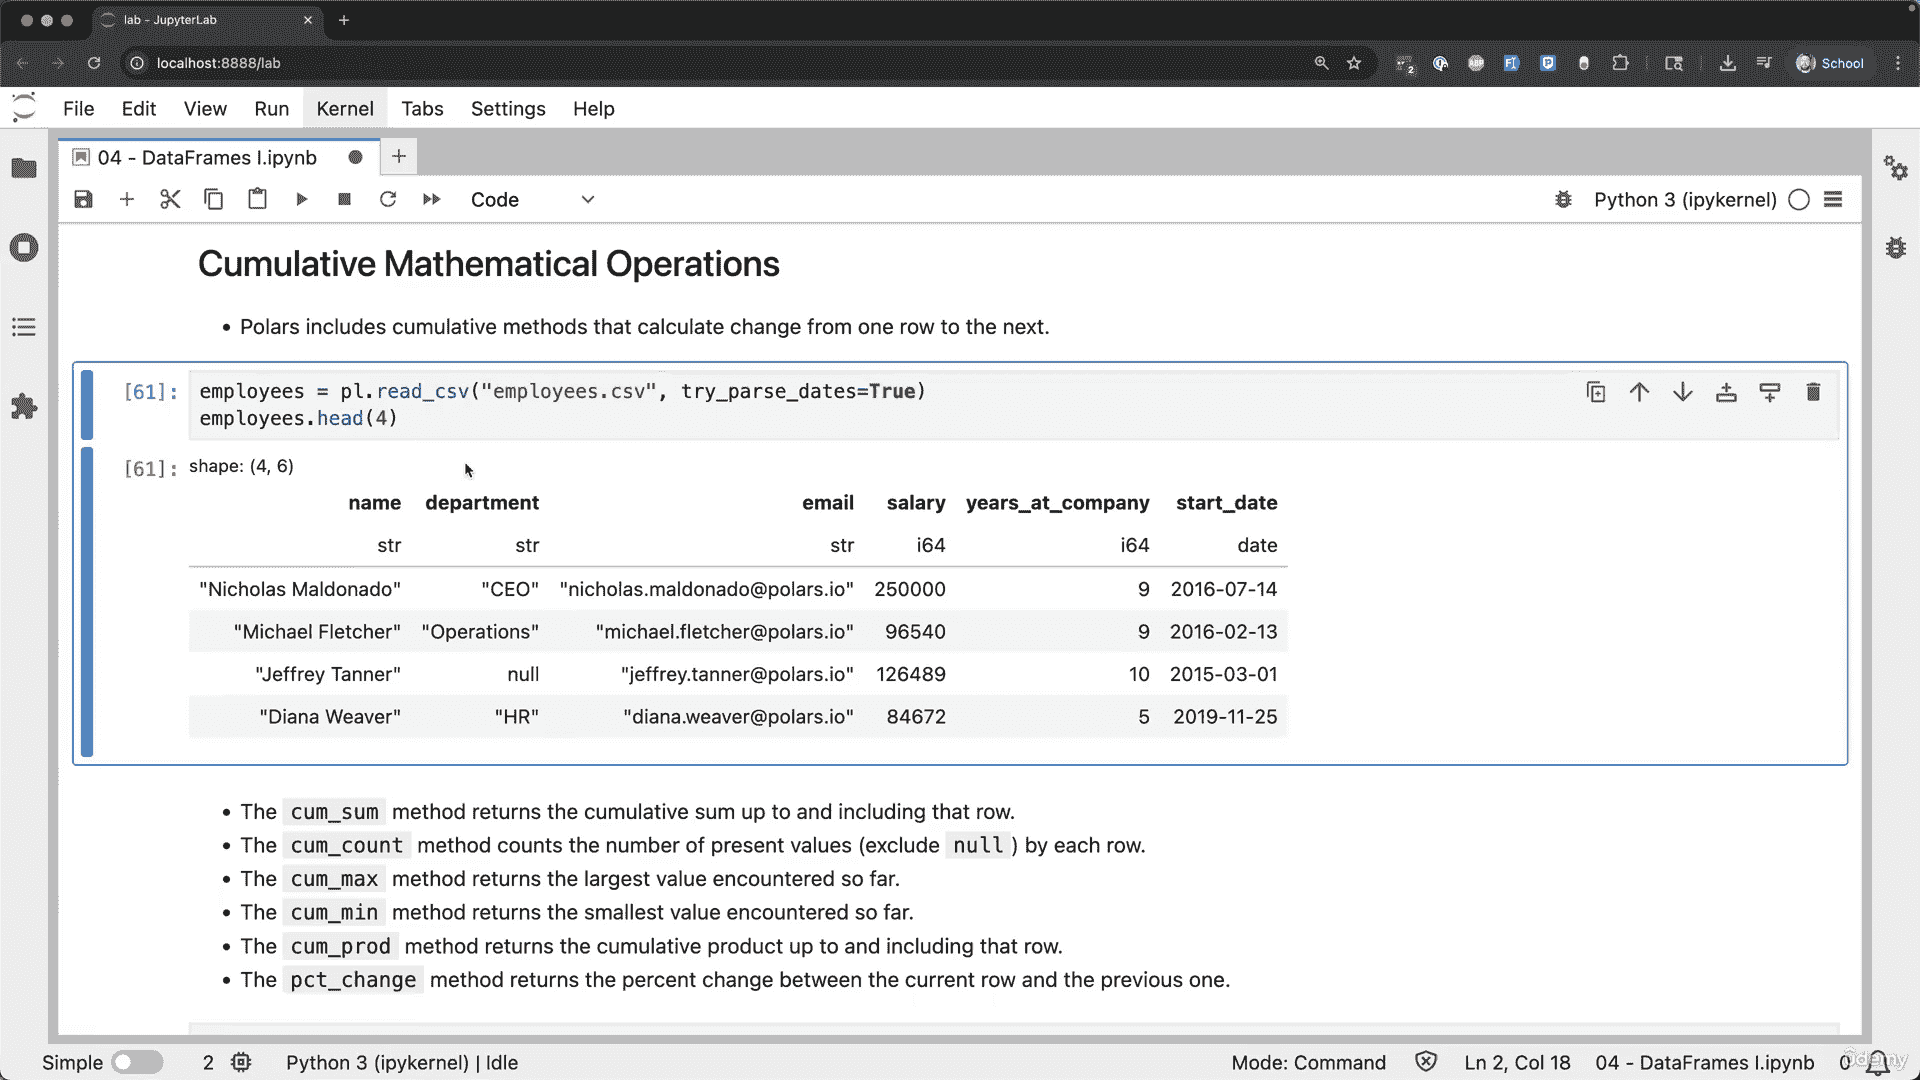 lab - JupyterLab
localhost:8888/lab
2
ABP
School
File Edit View Run Kernel Tabs Settings Help
04 - DataFrames I.ipynb
Code
Python 3 (ipykernel)
Cumulative Mathematical Operations
• Polars includes cumulative methods that calculate change from one row to the next.
[61]: employees = pl.read_csv("employees.csv", try_parse_dates=True)
employees.head(4)
[61]: shape: (4, 6)
name department email salary years_at_company start_date
str str str i64 i64 date
"Nicholas Maldonado" "CEO" "nicholas.maldonado@polars.io" 250000 9 2016-07-14
"Michael Fletcher" "Operations" "michael.fletcher@polars.io" 96540 9 2016-02-13
"Jeffrey Tanner" null "jeffrey.tanner@polars.io" 126489 10 2015-03-01
"Diana Weaver" "HR" "diana.weaver@polars.io" 84672 5 2019-11-25
• The cum_sum method returns the cumulative sum up to and including that row.
• The cum_count method counts the number of present values (exclude null ) by each row.
• The cum_max method returns the largest value encountered so far.
• The cum_min method returns the smallest value encountered so far.
• The cum_prod method returns the cumulative product up to and including that row.
• The pct_change method returns the percent change between the current row and the previous one.
Simple 2 Python 3 (ipykernel) | Idle Mode: Command Ln 2, Col 18 04 - DataFrames I.ipynb 0
udemy